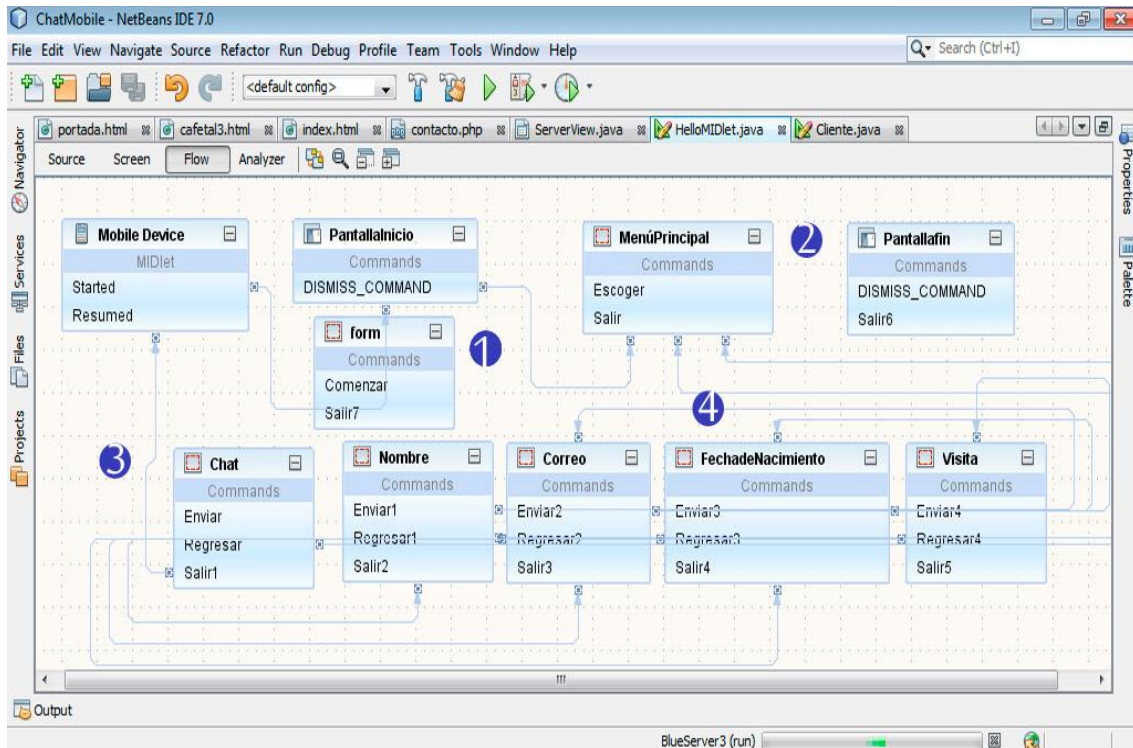 ChatMobile - NetBeans IDE 7.0
File Edit View Navigate Source Refactor Run Debug Profile Team Tools Window Help
Search (Ctrl+I)
<default config>
portada.html cafetal3.html index.html contacto.php ServerView.java HelloMIDlet.java Cliente.java
Source Screen Flow Analyzer
Navigator
Services
Files
Projects
Properties
Palette
Mobile Device
MIDlet
Started
Resumed
PantallaInicio
Commands
DISMISS_COMMAND
form
Commands
Comenzar
Salir7
1
MenúPrincipal
Commands
Escoger
Salir
2
Pantallafin
Commands
DISMISS_COMMAND
Salir6
3
4
Chat
Commands
Enviar
Regresar
Salir1
Nombre
Commands
Enviar1
Regresar1
Salir2
Correo
Commands
Enviar2
Regresar2
Salir3
FechadeNacimiento
Commands
Enviar3
Regresar3
Salir4
Visita
Commands
Enviar4
Regresar4
Salir5
Output
BlueServer3 (run)